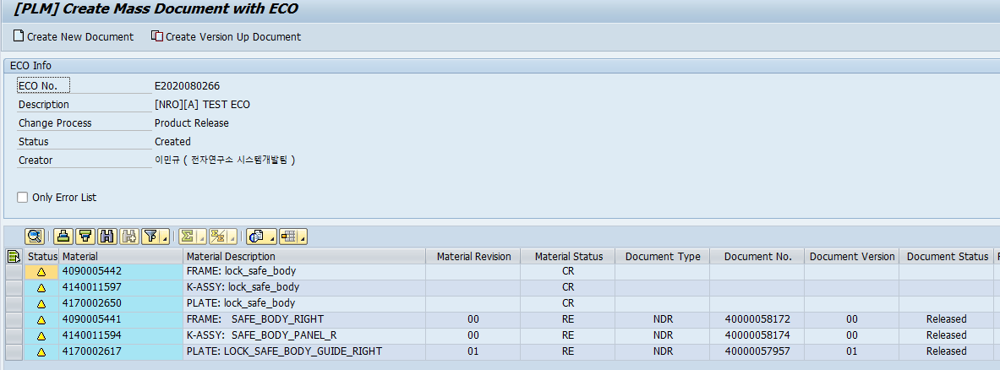 [PLM] Create Mass Document with ECO
Create New Document Create Version Up Document
ECO Info
ECO No. E2020080266
Description [NRO][A] TEST ECO
Change Process Product Release
Status Created
Creator 이민규 ( 전자연구소 시스템개발팀 )
Only Error List
Status Material Material Description Material Revision Material Status Document Type Document No. Document Version Document Status
4090005442 FRAME: lock_safe_body CR
4140011597 K-ASSY: lock_safe_body CR
4170002650 PLATE: lock_safe_body CR
4090005441 FRAME: SAFE_BODY_RIGHT 00 RE NDR 40000058172 00 Released
4140011594 K-ASSY: SAFE_BODY_PANEL_R 00 RE NDR 40000058174 00 Released
4170002617 PLATE: LOCK_SAFE_BODY_GUIDE_RIGHT 01 RE NDR 40000057957 01 Released